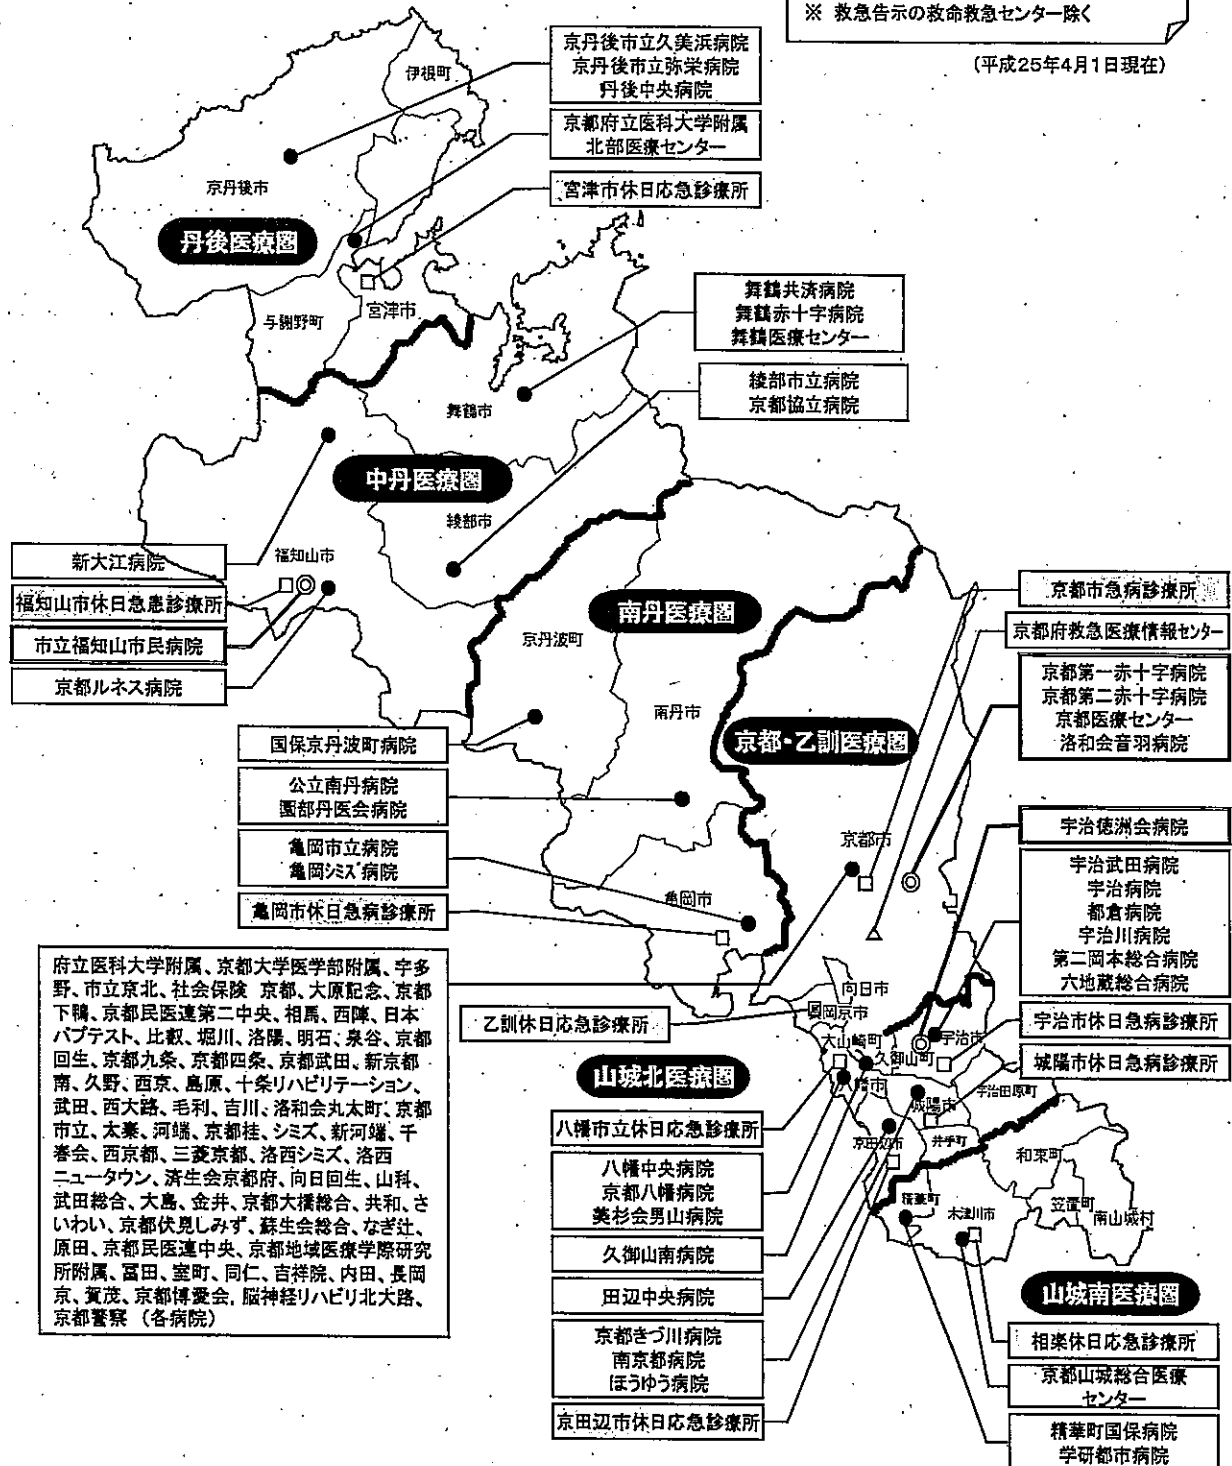 ※ 救急告示の救命救急センター除く
(平成25年4月1日現在)
京丹後市立久美浜病院
京丹後市立弥栄病院
丹後中央病院
京都府立医科大学附属
北部医療センター
宮津市休日応急診療所
伊根町
京丹後市
丹後医療圏
与謝野町
宮津市
舞鶴共済病院
舞鶴赤十字病院
舞鶴医療センター
綾部市立病院
京都協立病院
舞鶴市
中丹医療圏
綾部市
福知山市
新大江病院
福知山市休日急患診療所
市立福知山市民病院
京都ルネス病院
南丹医療圏
京丹波町
南丹市
京都・乙訓医療圏
京都市急病診療所
京都府救急医療情報センター
京都第一赤十字病院
京都第二赤十字病院
京都医療センター
洛和会音羽病院
国保京丹波町病院
公立南丹病院
園部丹医会病院
亀岡市立病院
亀岡シミズ病院
亀岡市休日急病診療所
亀岡市
京都市
宇治徳洲会病院
宇治武田病院
宇治病院
都倉病院
宇治川病院
第二岡本総合病院
六地蔵総合病院
宇治市休日急病診療所
城陽市休日急病診療所
府立医科大学附属、京都大学医学部附属、宇多
野、市立京北、社会保険 京都、大原記念、京都
下鴨、京都民医連第二中央、相馬、西陣、日本
バプテスト、比叡、堀川、洛陽、明石、泉谷、京都
回生、京都九条、京都四条、京都武田、新京都
南、久野、西京、島原、十条リハビリテーション、
武田、西大路、毛利、吉川、洛和会丸太町、京都
市立、太秦、河端、京都桂、シミズ、新河端、千
春会、西京都、三菱京都、洛西シミズ、洛西
ニュータウン、済生会京都府、向日回生、山科、
武田総合、大島、金井、京都大橋総合、共和、さ
いわい、京都伏見しみず、蘇生会総合、なぎ辻、
原田、京都民医連中央、京都地域医療学際研究
所附属、冨田、室町、同仁、吉祥院、内田、長岡
京、賀茂、京都博愛会、脳神経リハビリ北大路、
京都警察 (各病院)
乙訓休日応急診療所
向日市
岡京市
大山崎町
久御山町
宇治市
山城北医療圏
幡市
城陽市
宇治田原町
京田辺市
井手町
八幡市立休日応急診療所
八幡中央病院
京都八幡病院
美杉会男山病院
久御山南病院
田辺中央病院
京都きづ川病院
南京都病院
ほうゆう病院
京田辺市休日応急診療所
和束町
精華町
木津川市
笠置町
南山城村
山城南医療圏
相楽休日応急診療所
京都山城総合医療
センター
精華町国保病院
学研都市病院